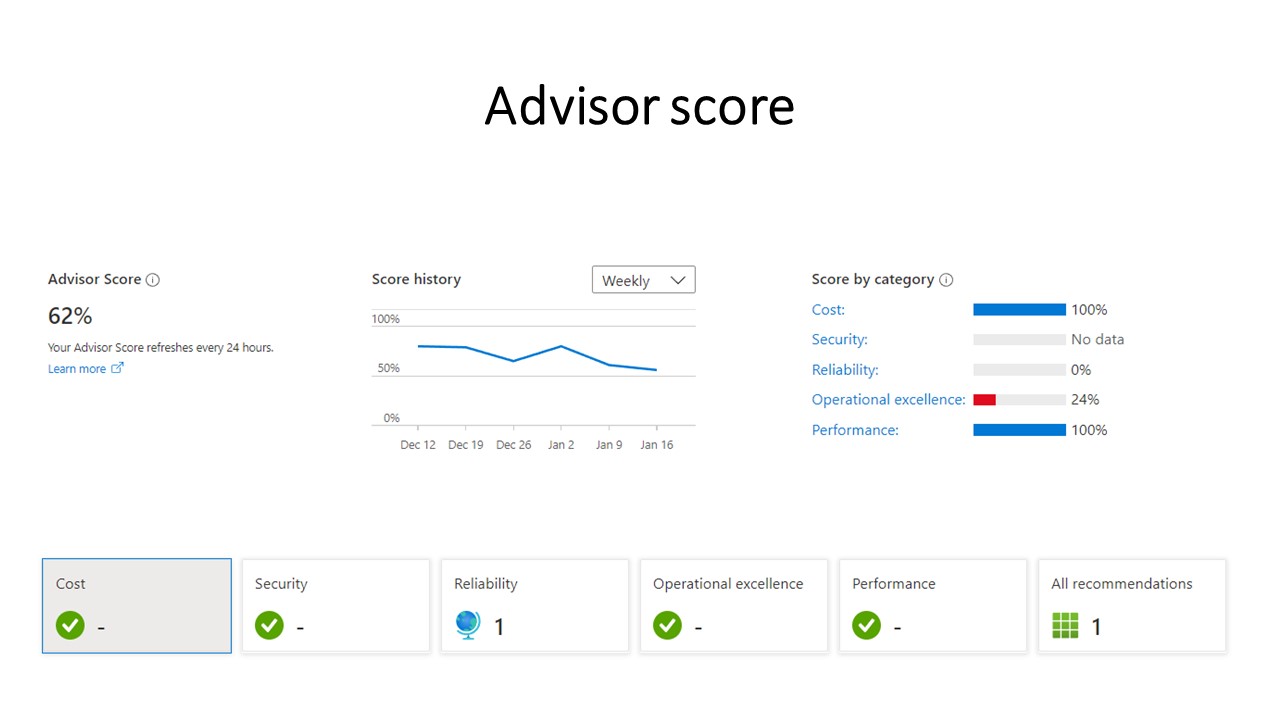 Advisor score
Advisor Score
62%
Your Advisor Score refreshes every 24 hours.
Learn more
Score history
Weekly
100%
50%
0%
Dec 12 Dec 19 Dec 26 Jan 2 Jan 9 Jan 16
Score by category
Cost: 100%
Security: No data
Reliability: 0%
Operational excellence: 24%
Performance: 100%
Cost
-
Security
-
Reliability
1
Operational excellence
-
Performance
-
All recommendations
1